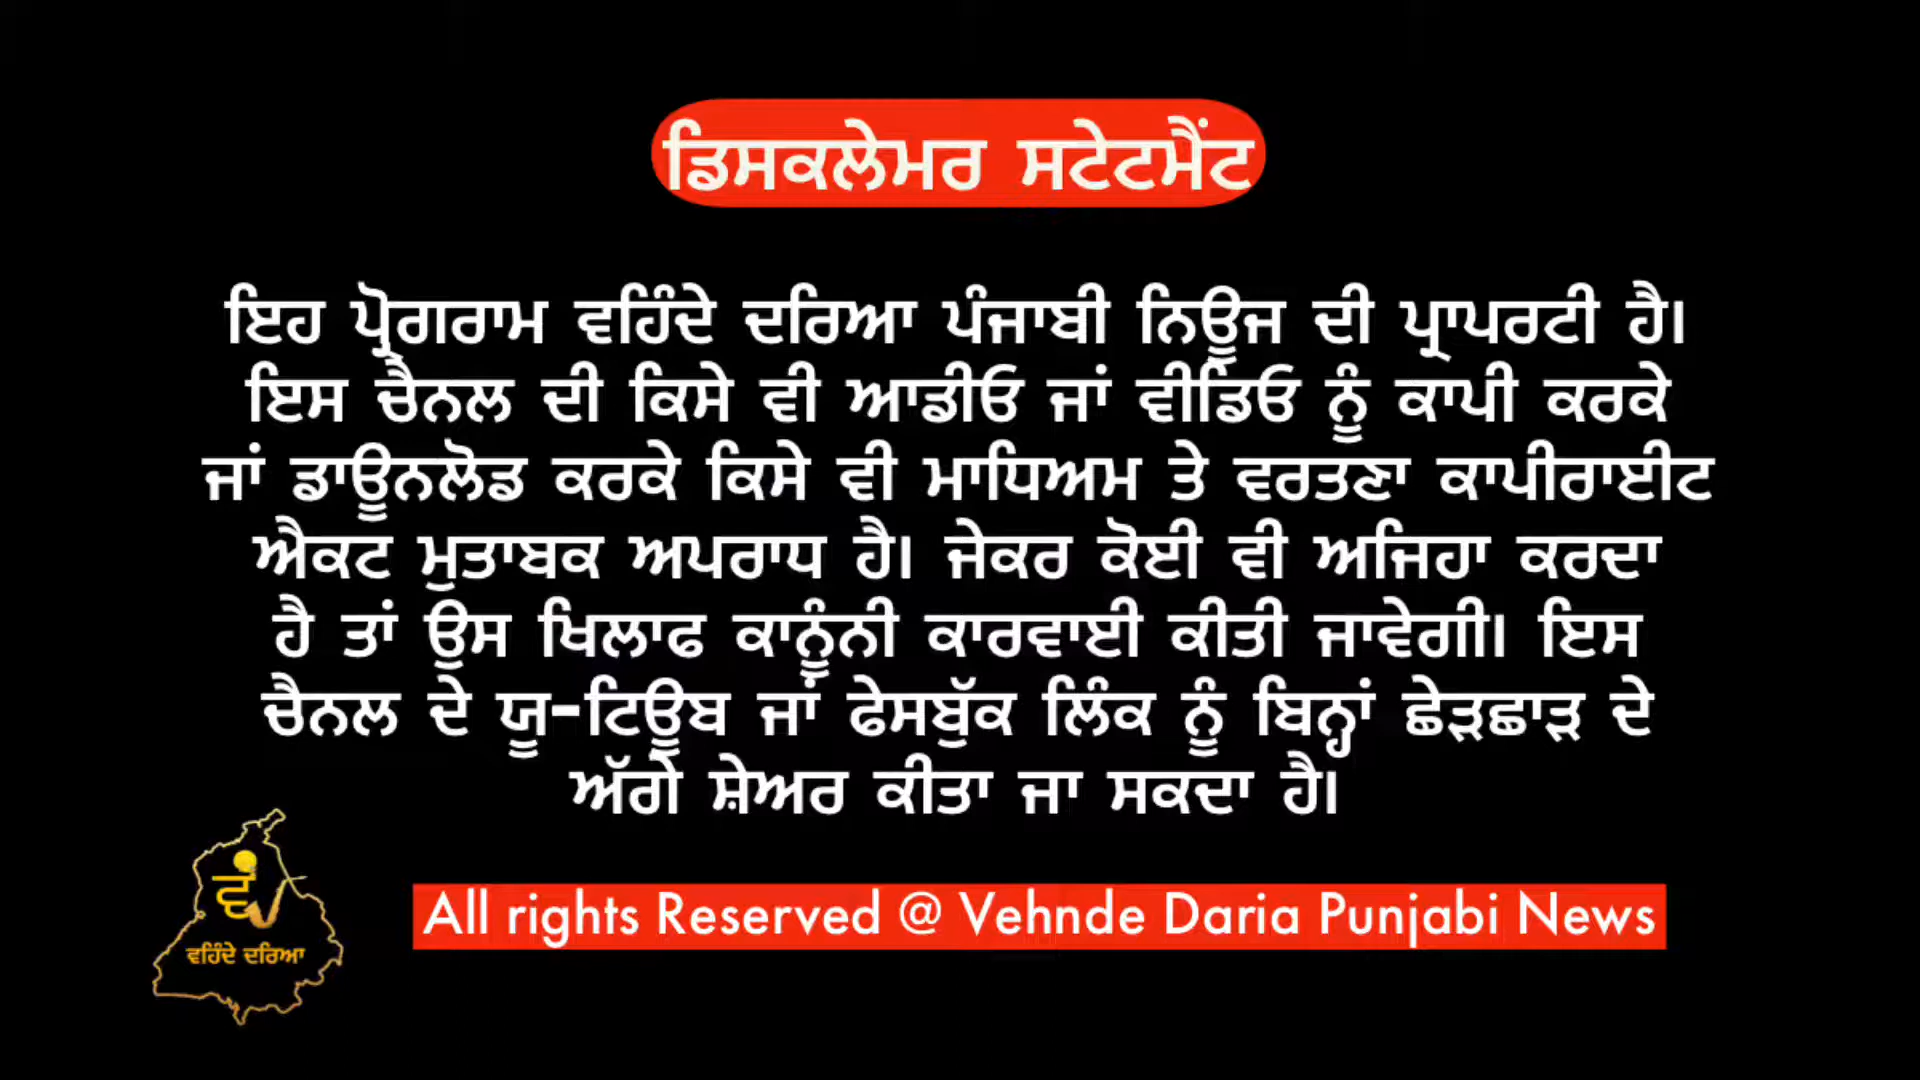 ਡਿਸਕਲੇਮਰ ਸਟੇਟਮੈਂਟ
ਇਹ ਪ੍ਰੋਗਰਾਮ ਵਹਿੰਦੇ ਦਰਿਆ ਪੰਜਾਬੀ ਨਿਊਜ ਦੀ ਪ੍ਰਾਪਰਟੀ ਹੈ।
ਇਸ ਚੈਨਲ ਦੀ ਕਿਸੇ ਵੀ ਆਡੀਓ ਜਾਂ ਵੀਡਿਓ ਨੂੰ ਕਾਪੀ ਕਰਕੇ
ਜਾਂ ਡਾਊਨਲੋਡ ਕਰਕੇ ਕਿਸੇ ਵੀ ਮਾਧਿਅਮ ਤੇ ਵਰਤਣਾ ਕਾਪੀਰਾਈਟ
ਐਕਟ ਮੁਤਾਬਕ ਅਪਰਾਧ ਹੈ। ਜੇਕਰ ਕੋਈ ਵੀ ਅਜਿਹਾ ਕਰਦਾ
ਹੈ ਤਾਂ ਉਸ ਖਿਲਾਫ ਕਾਨੂੰਨੀ ਕਾਰਵਾਈ ਕੀਤੀ ਜਾਵੇਗੀ। ਇਸ
ਚੈਨਲ ਦੇ ਯੂ-ਟਿਊਬ ਜਾਂ ਫੇਸਬੁੱਕ ਲਿੰਕ ਨੂੰ ਬਿਨ੍ਹਾਂ ਛੇੜਛਾੜ ਦੇ
ਅੱਗੇ ਸ਼ੇਅਰ ਕੀਤਾ ਜਾ ਸਕਦਾ ਹੈ।
All rights Reserved @ Vehnde Daria Punjabi News
ਵਹਿੰਦੇ ਦਰਿਆ